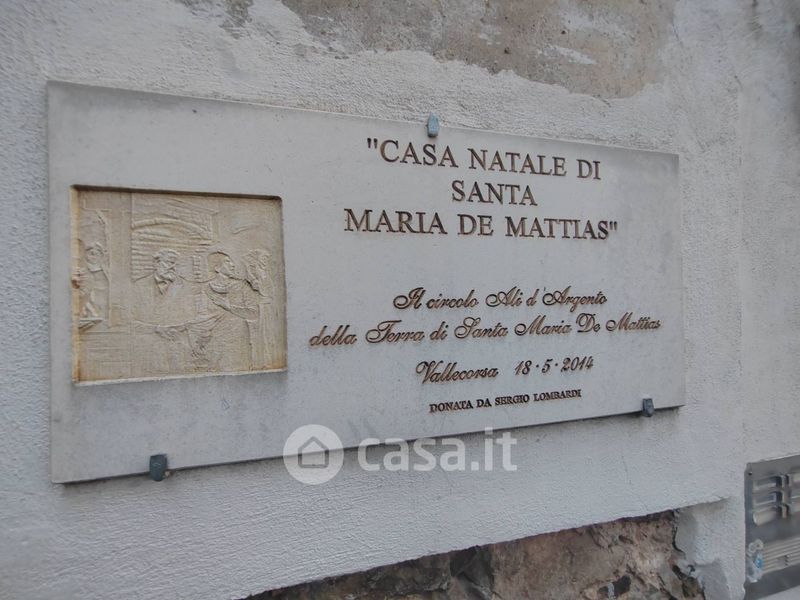 "CASA NATALE DI
SANTA
MARIA DE MATTIAS"
Il circolo Ali d'Argento
della Terra di Santa Maria De Mattias
Vallecorsa 18·5·2014
DONATA DA SERGIO LOMBARDI
casa.it